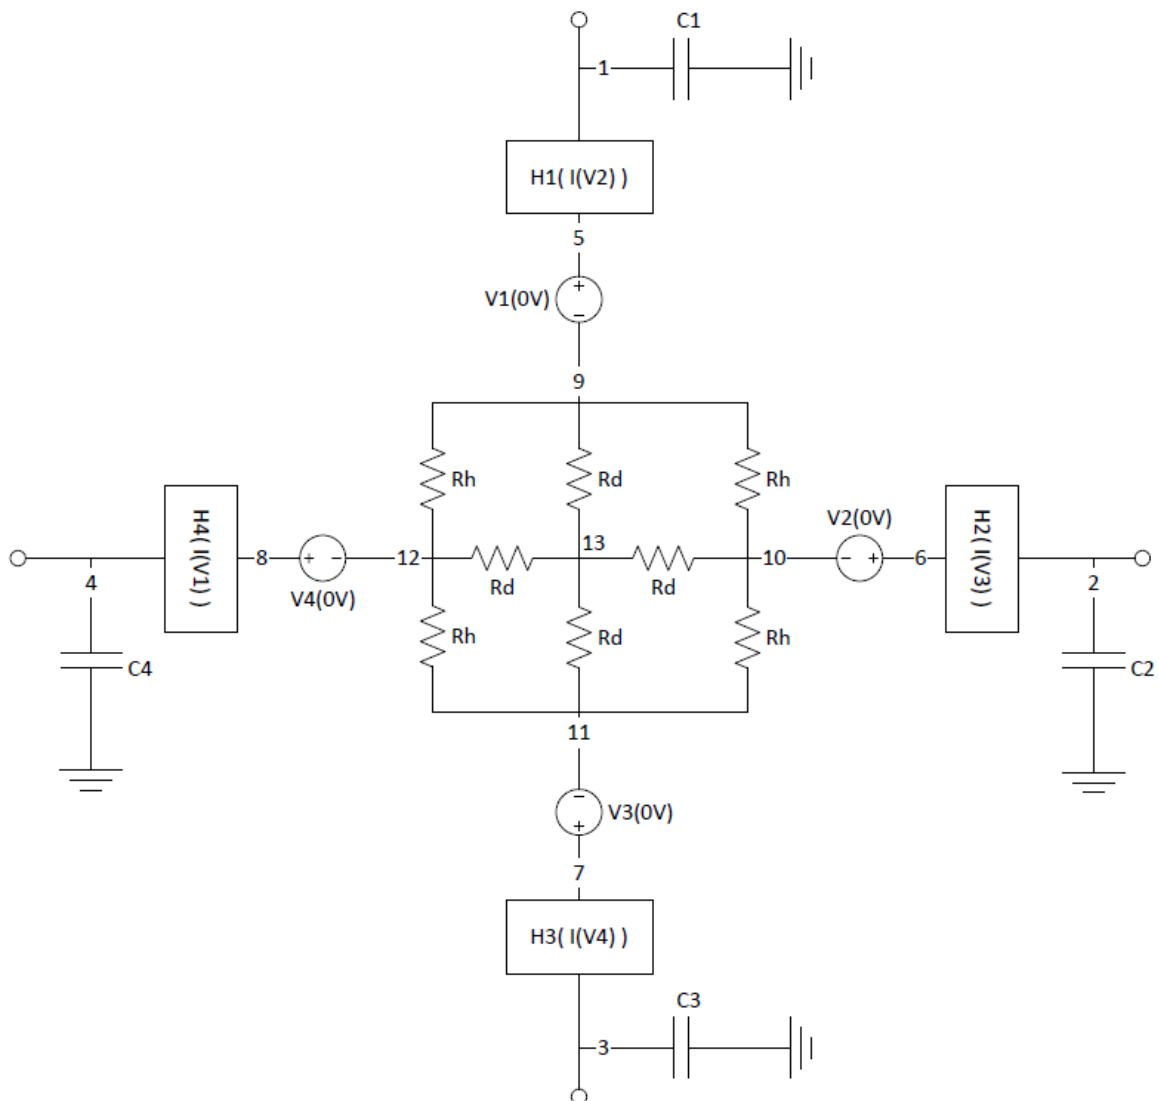 C1
1
H1( I(V2) )
5
V1(0V)
+
-
9
Rh
Rd
Rh
H4( I(V1) )
8
+
-
V4(0V)
12
Rd
13
Rd
10
V2(0V)
-
+
6
H2( I(V3) )
4
2
C4
Rh
Rd
Rh
C2
11
-
+
V3(0V)
7
H3( I(V4) )
C3
3